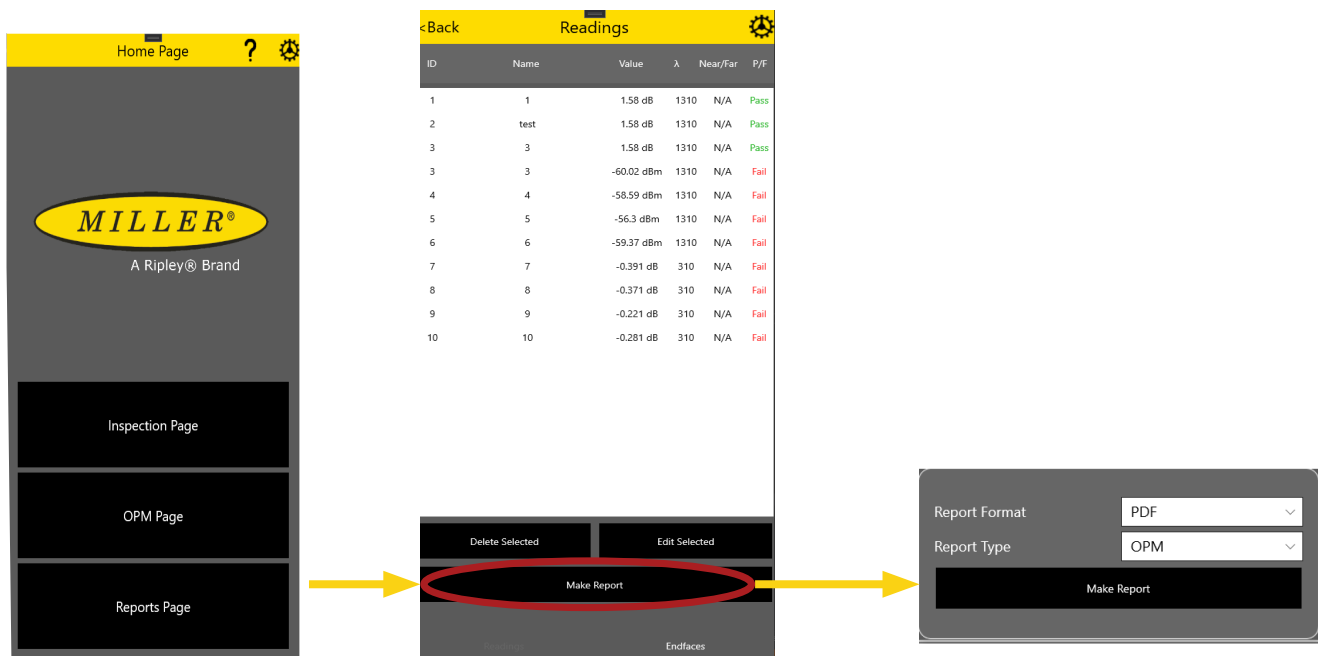 Home Page ?
MILLER®
A Ripley® Brand
Inspection Page
OPM Page
Reports Page
<Back Readings
ID Name Value λ Near/Far P/F
1 1 1.58 dB 1310 N/A Pass
2 test 1.58 dB 1310 N/A Pass
3 3 1.58 dB 1310 N/A Pass
3 3 -60.02 dBm 1310 N/A Fail
4 4 -58.59 dBm 1310 N/A Fail
5 5 -56.3 dBm 1310 N/A Fail
6 6 -59.37 dBm 1310 N/A Fail
7 7 -0.391 dB 310 N/A Fail
8 8 -0.371 dB 310 N/A Fail
9 9 -0.221 dB 310 N/A Fail
10 10 -0.281 dB 310 N/A Fail
Delete Selected Edit Selected
Make Report
Readings Endfaces
Report Format PDF
Report Type OPM
Make Report